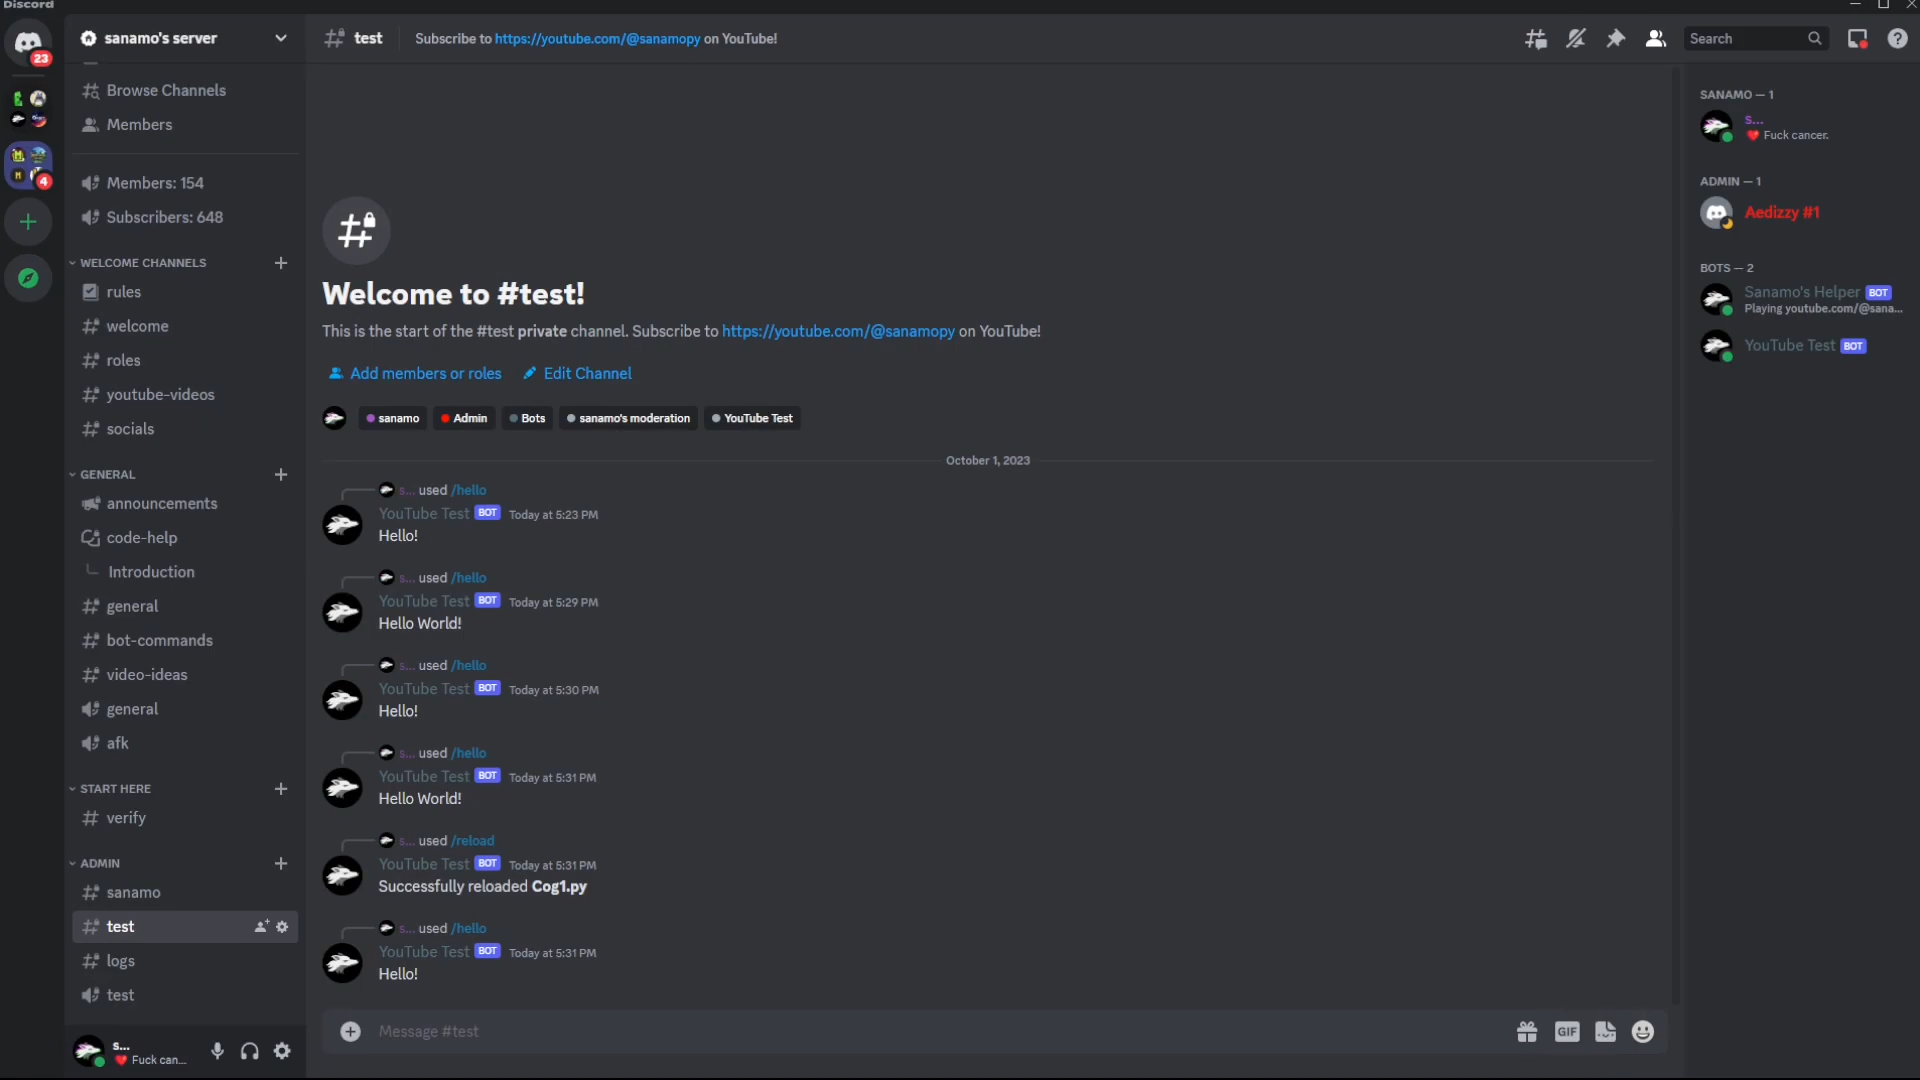 Discord
23
4
sanamo's server
Browse Channels
Members
Members: 154
Subscribers: 648
WELCOME CHANNELS
rules
welcome
roles
youtube-videos
socials
GENERAL
announcements
code-help
Introduction
general
bot-commands
video-ideas
general
afk
START HERE
verify
ADMIN
sanamo
test
logs
test
s...
Fuck can...
test
Subscribe to https://youtube.com/@sanamopy on YouTube!
Search
Welcome to #test!
This is the start of the #test private channel. Subscribe to https://youtube.com/@sanamopy on YouTube!
Add members or roles Edit Channel
sanamo Admin Bots sanamo's moderation YouTube Test
October 1, 2023
s... used /hello
YouTube Test BOT Today at 5:23 PM
Hello!
s... used /hello
YouTube Test BOT Today at 5:29 PM
Hello World!
s... used /hello
YouTube Test BOT Today at 5:30 PM
Hello!
s... used /hello
YouTube Test BOT Today at 5:31 PM
Hello World!
s... used /reload
YouTube Test BOT Today at 5:31 PM
Successfully reloaded Cog1.py
s... used /hello
YouTube Test BOT Today at 5:31 PM
Hello!
Message #test
GIF
SANAMO — 1
s...
Fuck cancer.
ADMIN — 1
Aedizzy #1
BOTS — 2
Sanamo's Helper BOT
Playing youtube.com/@sana...
YouTube Test BOT